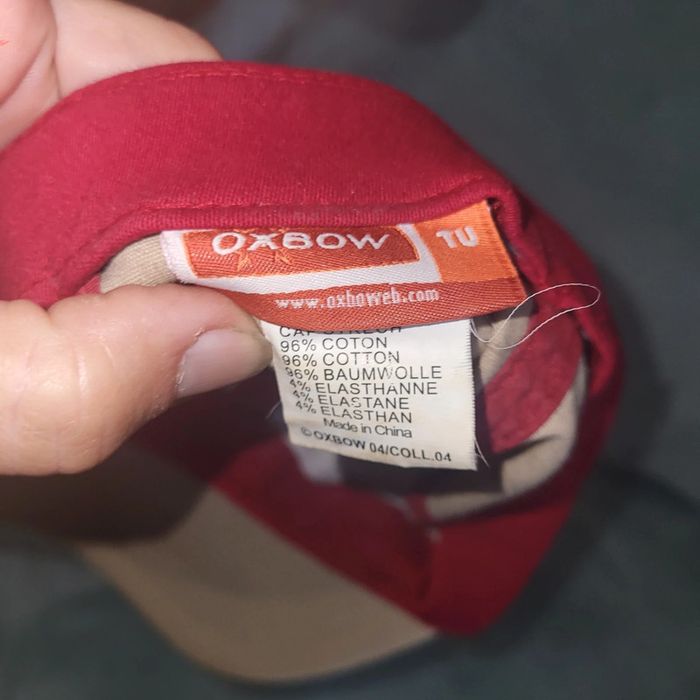 OXBOW
TU
www.oxboweb.com
CAP STRECH
96% COTON
96% COTTON
96% BAUMWOLLE
4% ELASTHANNE
4% ELASTANE
4% ELASTHAN
Made in China
©OXBOW 04/COLL.04